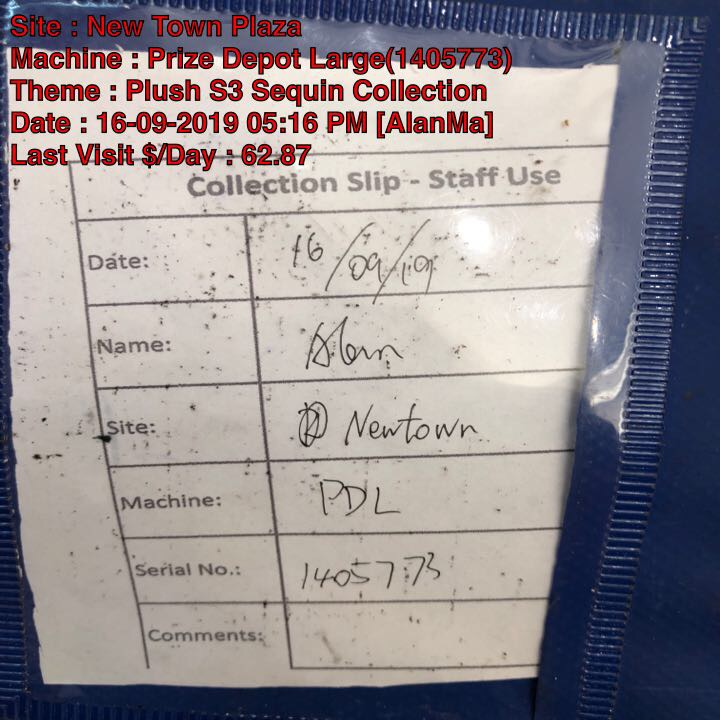 Site : New Town Plaza
Machine : Prize Depot Large(1405773)
Theme : Plush S3 Sequin Collection
Date : 16-09-2019 05:16 PM [AlanMa]
Last Visit $/Day : 62.87
Collection Slip - Staff Use
Date: 16/09/19
Name: Alan
Site: Newtown
Machine: PDL
Serial No.: 1405773
Comments: